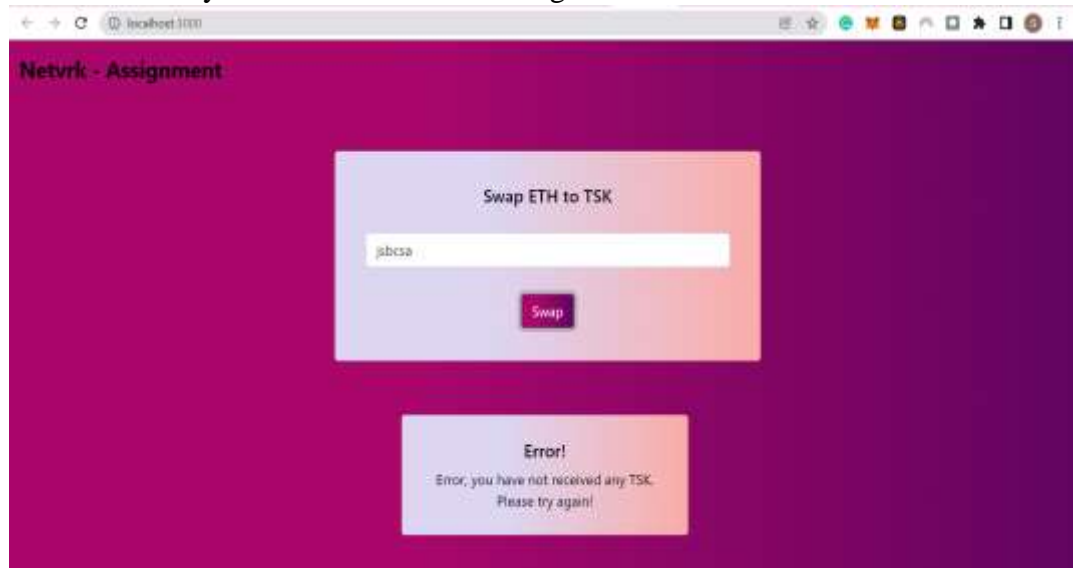 localhost:3000
Netvrk - Assignment
Swap ETH to TSK
jsbcsa
Swap
Error!
Error, you have not received any TSK.
Please try again!